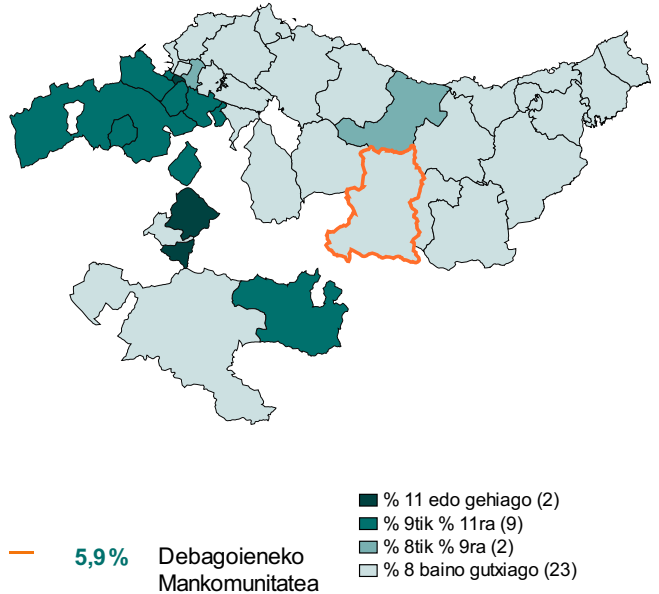 % 11 edo gehiago (2)
% 9tik % 11ra (9)
% 8tik % 9ra (2)
% 8 baino gutxiago (23)
5,9 % Debagoieneko
Mankomunitatea